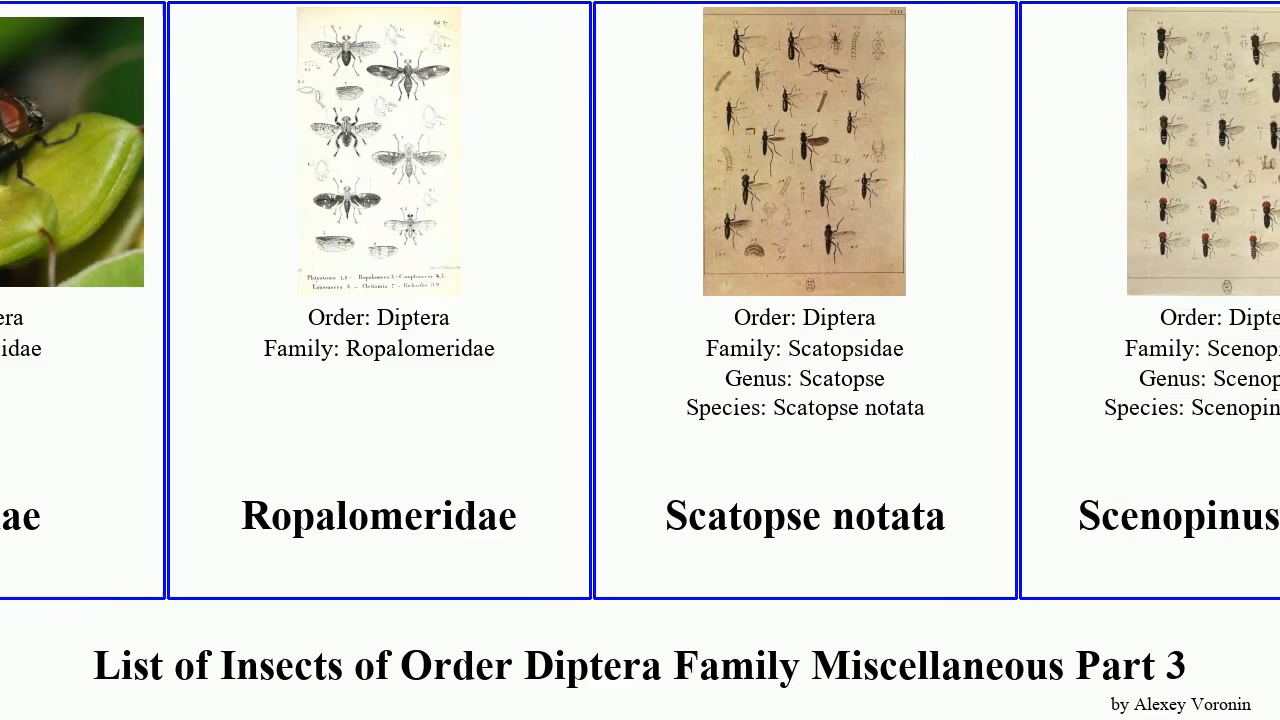 era
idae
ae
Order: Diptera
Family: Ropalomeridae
Ropalomeridae
Order: Diptera
Family: Scatopsidae
Genus: Scatopse
Species: Scatopse notata
Scatopse notata
Order: Dipte
Family: Scenopi
Genus: Scenop
Species: Scenopin
Scenopinus
List of Insects of Order Diptera Family Miscellaneous Part 3
by Alexey Voronin